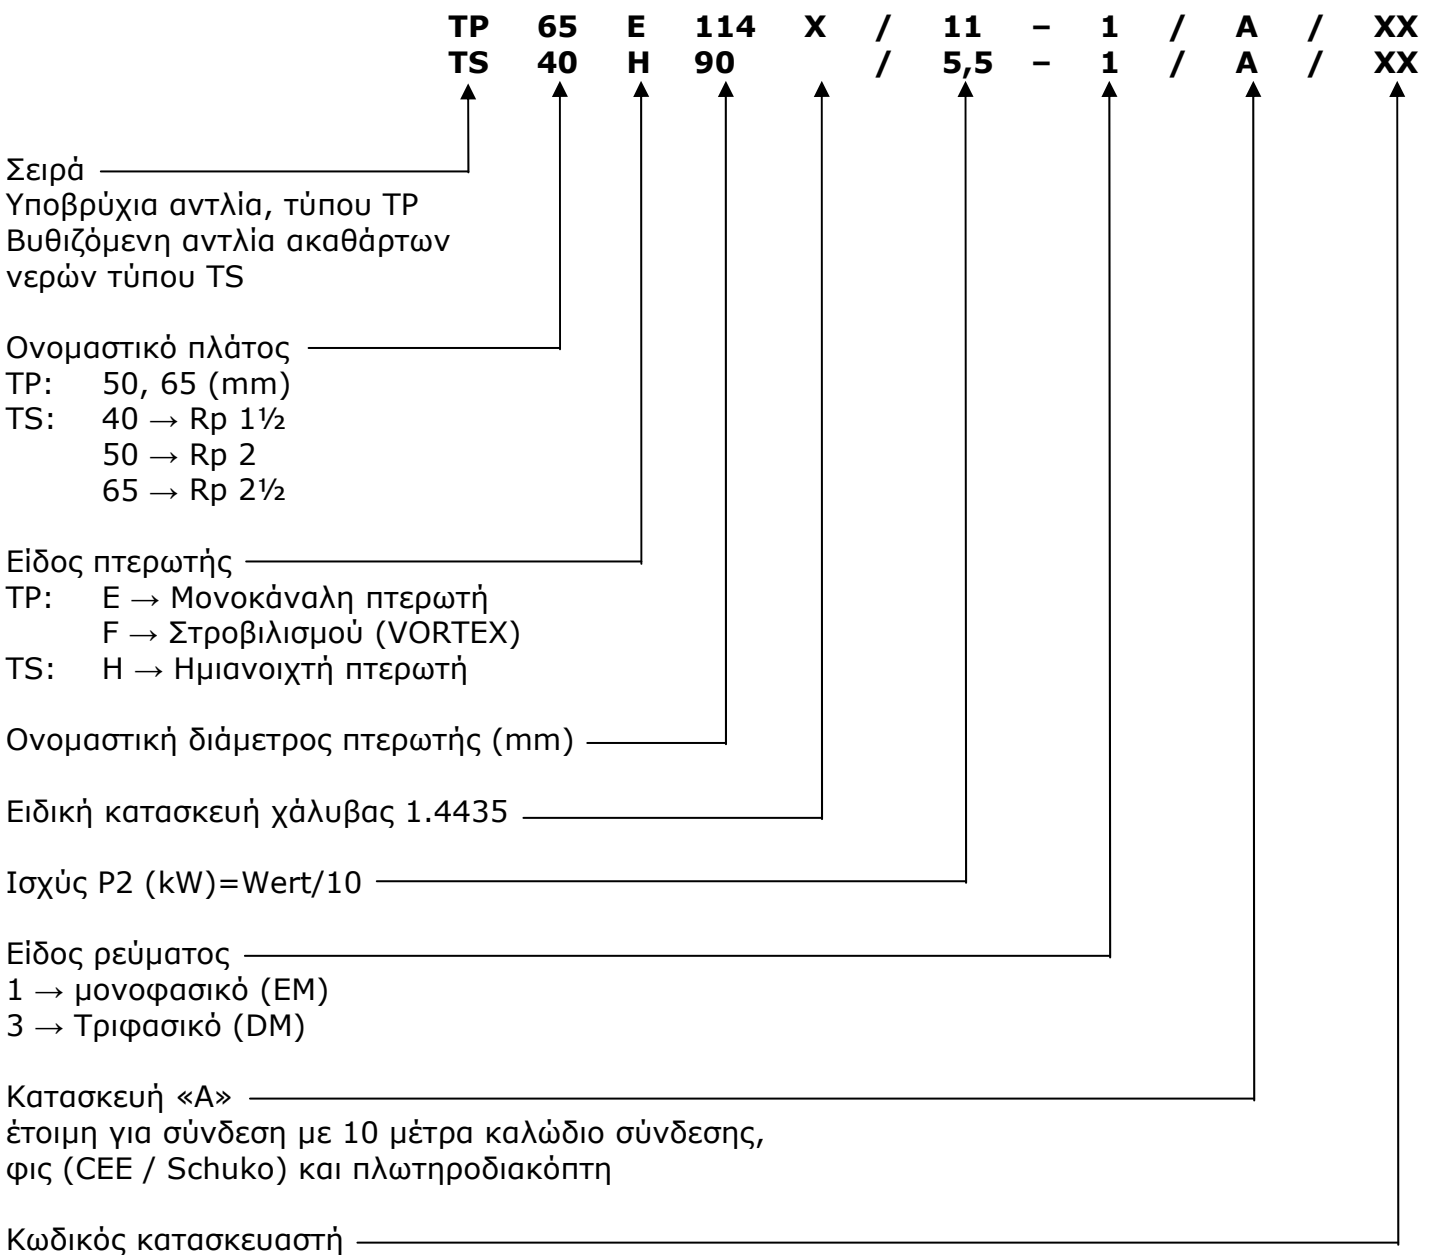 TP 65 E 114 X / 11 – 1 / A / XX
TS 40 H 90 / 5,5 – 1 / A / XX
Σειρά
Υποβρύχια αντλία, τύπου TP
Βυθιζόμενη αντλία ακαθάρτων
νερών τύπου TS
Ονομαστικό πλάτος
TP: 50, 65 (mm)
TS: 40 → Rp 1½
50 → Rp 2
65 → Rp 2½
Είδος πτερωτής
TP: E → Μονοκάναλη πτερωτή
F → Στροβιλισμού (VORTEX)
TS: H → Ημιανοιχτή πτερωτή
Ονομαστική διάμετρος πτερωτής (mm)
Ειδική κατασκευή χάλυβας 1.4435
Ισχύς P2 (kW)=Wert/10
Είδος ρεύματος
1 → μονοφασικό (EM)
3 → Τριφασικό (DM)
Κατασκευή «A»
έτοιμη για σύνδεση με 10 μέτρα καλώδιο σύνδεσης,
φις (CEE / Schuko) και πλωτηροδιακόπτη
Κωδικός κατασκευαστή